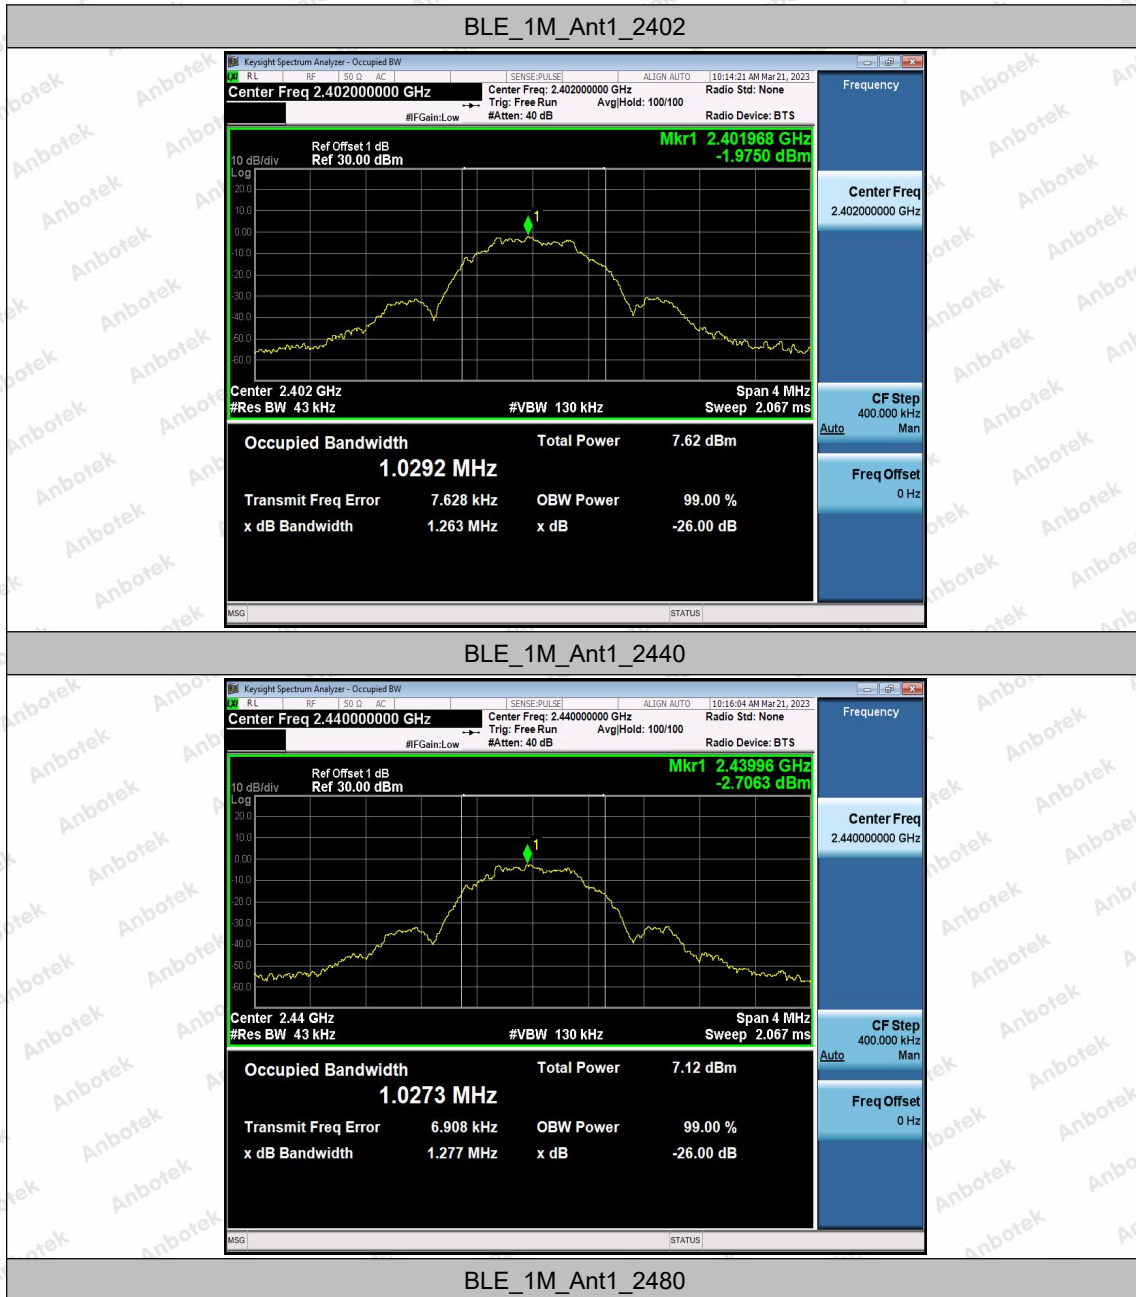 BLE_1M_Ant1_2402
Keysight Spectrum Analyzer - Occupied BW
RL RF 50 Ω AC SENSE:PULSE ALIGN AUTO 10:14:21 AM Mar 21, 2023
Center Freq 2.402000000 GHz
Center Freq: 2.402000000 GHz
Radio Std: None
Trig: Free Run Avg|Hold: 100/100
#IFGain:Low #Atten: 40 dB Radio Device: BTS
Frequency
Mkr1 2.401968 GHz
-1.9750 dBm
Ref Offset 1 dB
10 dB/div Ref 30.00 dBm
Log
20.0
10.0
0.00
-10.0
-20.0
-30.0
-40.0
-50.0
-60.0
1
Center 2.402 GHz Span 4 MHz
#Res BW 43 kHz #VBW 130 kHz Sweep 2.067 ms
Center Freq
2.402000000 GHz
CF Step
400.000 kHz
Auto Man
Freq Offset
0 Hz
Occupied Bandwidth Total Power 7.62 dBm
1.0292 MHz
Transmit Freq Error 7.628 kHz OBW Power 99.00 %
x dB Bandwidth 1.263 MHz x dB -26.00 dB
MSG STATUS
BLE_1M_Ant1_2440
Keysight Spectrum Analyzer - Occupied BW
RL RF 50 Ω AC SENSE:PULSE ALIGN AUTO 10:16:04 AM Mar 21, 2023
Center Freq 2.440000000 GHz
Center Freq: 2.440000000 GHz
Radio Std: None
Trig: Free Run Avg|Hold: 100/100
#IFGain:Low #Atten: 40 dB Radio Device: BTS
Frequency
Mkr1 2.43996 GHz
-2.7063 dBm
Ref Offset 1 dB
10 dB/div Ref 30.00 dBm
Log
20.0
10.0
0.00
-10.0
-20.0
-30.0
-40.0
-50.0
-60.0
1
Center 2.44 GHz Span 4 MHz
#Res BW 43 kHz #VBW 130 kHz Sweep 2.067 ms
Center Freq
2.440000000 GHz
CF Step
400.000 kHz
Auto Man
Freq Offset
0 Hz
Occupied Bandwidth Total Power 7.12 dBm
1.0273 MHz
Transmit Freq Error 6.908 kHz OBW Power 99.00 %
x dB Bandwidth 1.277 MHz x dB -26.00 dB
MSG STATUS
BLE_1M_Ant1_2480
Anbotek